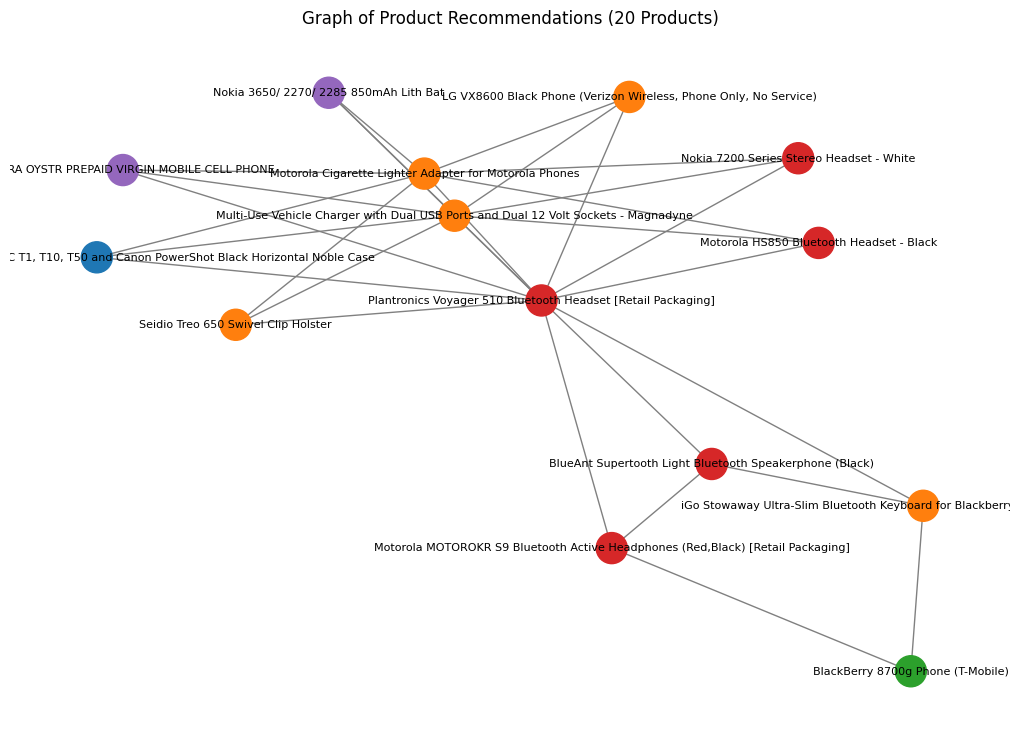 Graph of Product Recommendations (20 Products)
Nokia 3650/ 2270/ 2285 850mAh Lith Bat
LG VX8600 Black Phone (Verizon Wireless, Phone Only, No Service)
Nokia 7200 Series Stereo Headset - White
RA OYSTR PREPAID VIRGIN MOBILE CELL PHONE
Motorola Cigarette Lighter Adapter for Motorola Phones
Multi-Use Vehicle Charger with Dual USB Ports and Dual 12 Volt Sockets - Magnadyne
Motorola HS850 Bluetooth Headset - Black
C T1, T10, T50 and Canon PowerShot Black Horizontal Noble Case
Plantronics Voyager 510 Bluetooth Headset [Retail Packaging]
Seidio Treo 650 Swivel Clip Holster
BlueAnt Supertooth Light Bluetooth Speakerphone (Black)
iGo Stowaway Ultra-Slim Bluetooth Keyboard for Blackberry
Motorola MOTOROKR S9 Bluetooth Active Headphones (Red,Black) [Retail Packaging]
BlackBerry 8700g Phone (T-Mobile)